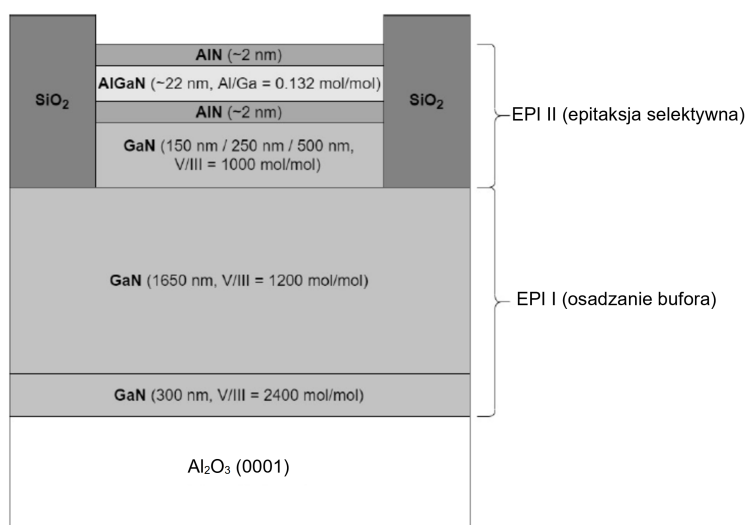 AlN (~2 nm)
AlGaN (~22 nm, Al/Ga = 0.132 mol/mol)
AlN (~2 nm)
SiO₂
SiO₂
GaN (150 nm / 250 nm / 500 nm,
V/III = 1000 mol/mol)
EPI II (epitaksja selektywna)
GaN (1650 nm, V/III = 1200 mol/mol)
EPI I (osadzanie bufora)
GaN (300 nm, V/III = 2400 mol/mol)
Al₂O₃ (0001)